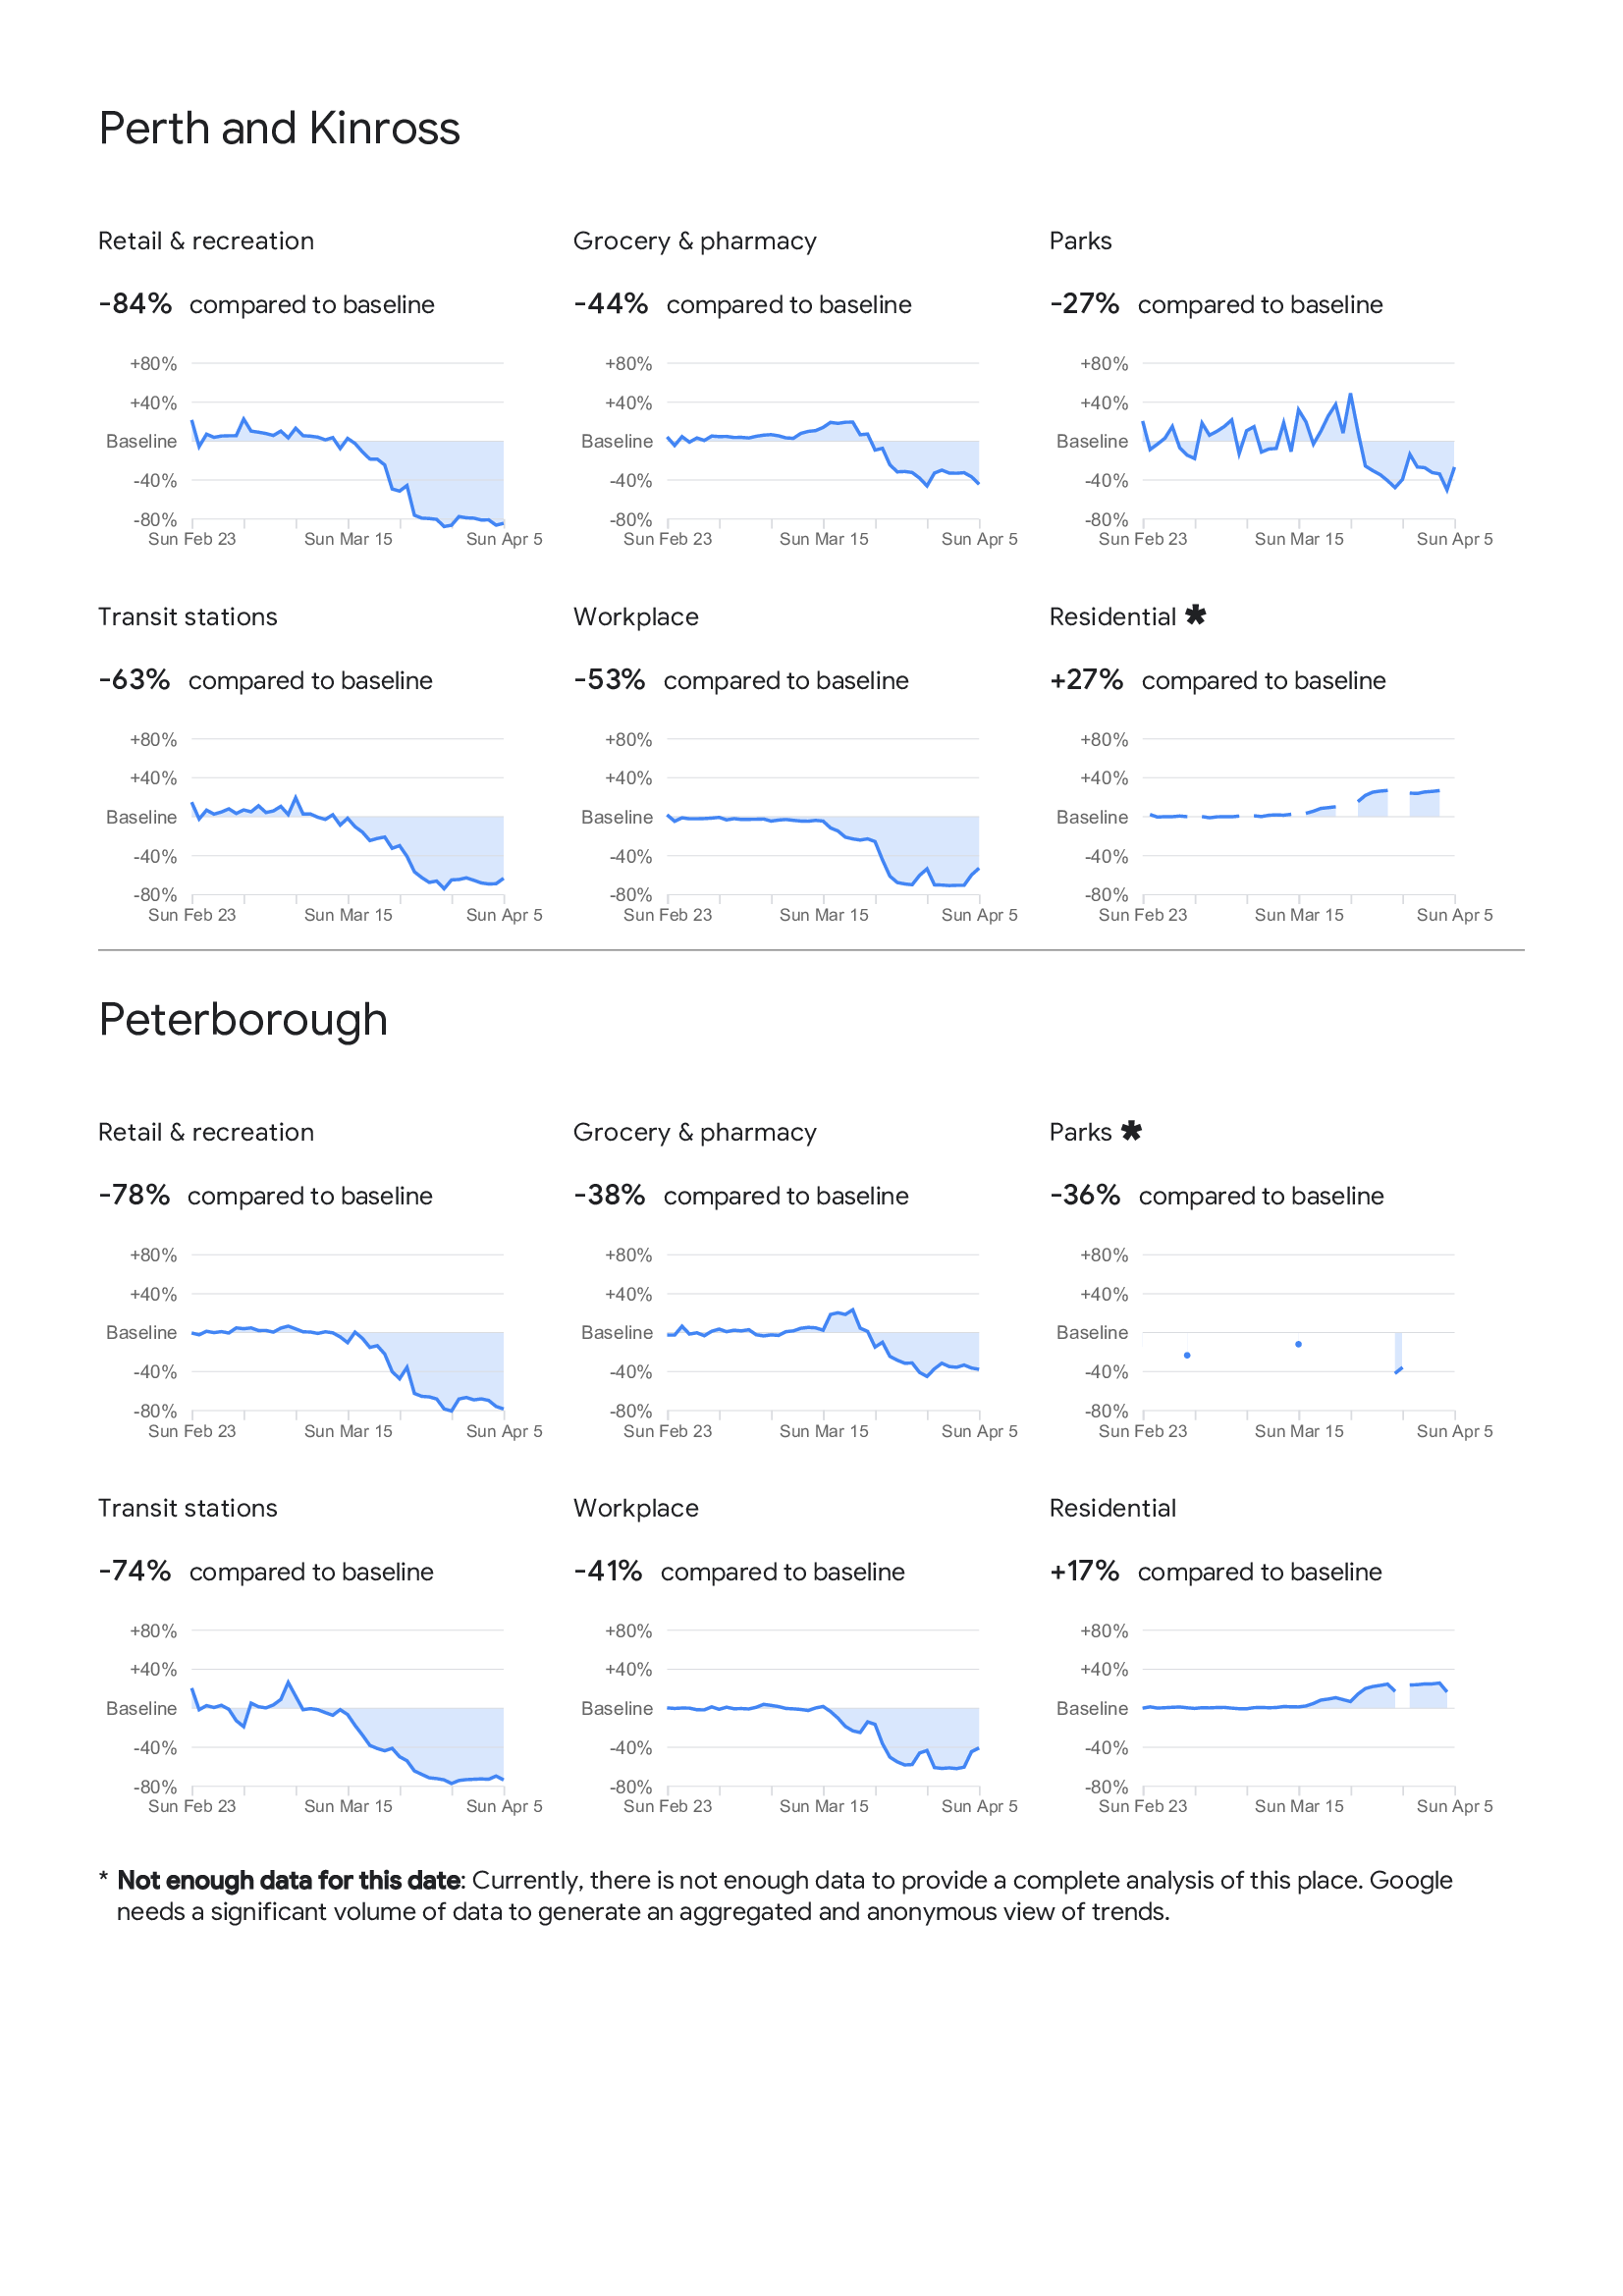 Perth and Kinross
Retail & recreation
-84% compared to baseline
+80%
+40%
Baseline
-40%
-80%
Sun Feb 23 Sun Mar 15 Sun Apr 5
Grocery & pharmacy
-44% compared to baseline
+80%
+40%
Baseline
-40%
-80%
Sun Feb 23 Sun Mar 15 Sun Apr 5
Parks
-27% compared to baseline
+80%
+40%
Baseline
-40%
-80%
Sun Feb 23 Sun Mar 15 Sun Apr 5
Transit stations
-63% compared to baseline
+80%
+40%
Baseline
-40%
-80%
Sun Feb 23 Sun Mar 15 Sun Apr 5
Workplace
-53% compared to baseline
+80%
+40%
Baseline
-40%
-80%
Sun Feb 23 Sun Mar 15 Sun Apr 5
Residential *
+27% compared to baseline
+80%
+40%
Baseline
-40%
-80%
Sun Feb 23 Sun Mar 15 Sun Apr 5
Peterborough
Retail & recreation
-78% compared to baseline
+80%
+40%
Baseline
-40%
-80%
Sun Feb 23 Sun Mar 15 Sun Apr 5
Grocery & pharmacy
-38% compared to baseline
+80%
+40%
Baseline
-40%
-80%
Sun Feb 23 Sun Mar 15 Sun Apr 5
Parks *
-36% compared to baseline
+80%
+40%
Baseline
-40%
-80%
Sun Feb 23 Sun Mar 15 Sun Apr 5
Transit stations
-74% compared to baseline
+80%
+40%
Baseline
-40%
-80%
Sun Feb 23 Sun Mar 15 Sun Apr 5
Workplace
-41% compared to baseline
+80%
+40%
Baseline
-40%
-80%
Sun Feb 23 Sun Mar 15 Sun Apr 5
Residential
+17% compared to baseline
+80%
+40%
Baseline
-40%
-80%
Sun Feb 23 Sun Mar 15 Sun Apr 5
* Not enough data for this date: Currently, there is not enough data to provide a complete analysis of this place. Google
needs a significant volume of data to generate an aggregated and anonymous view of trends.